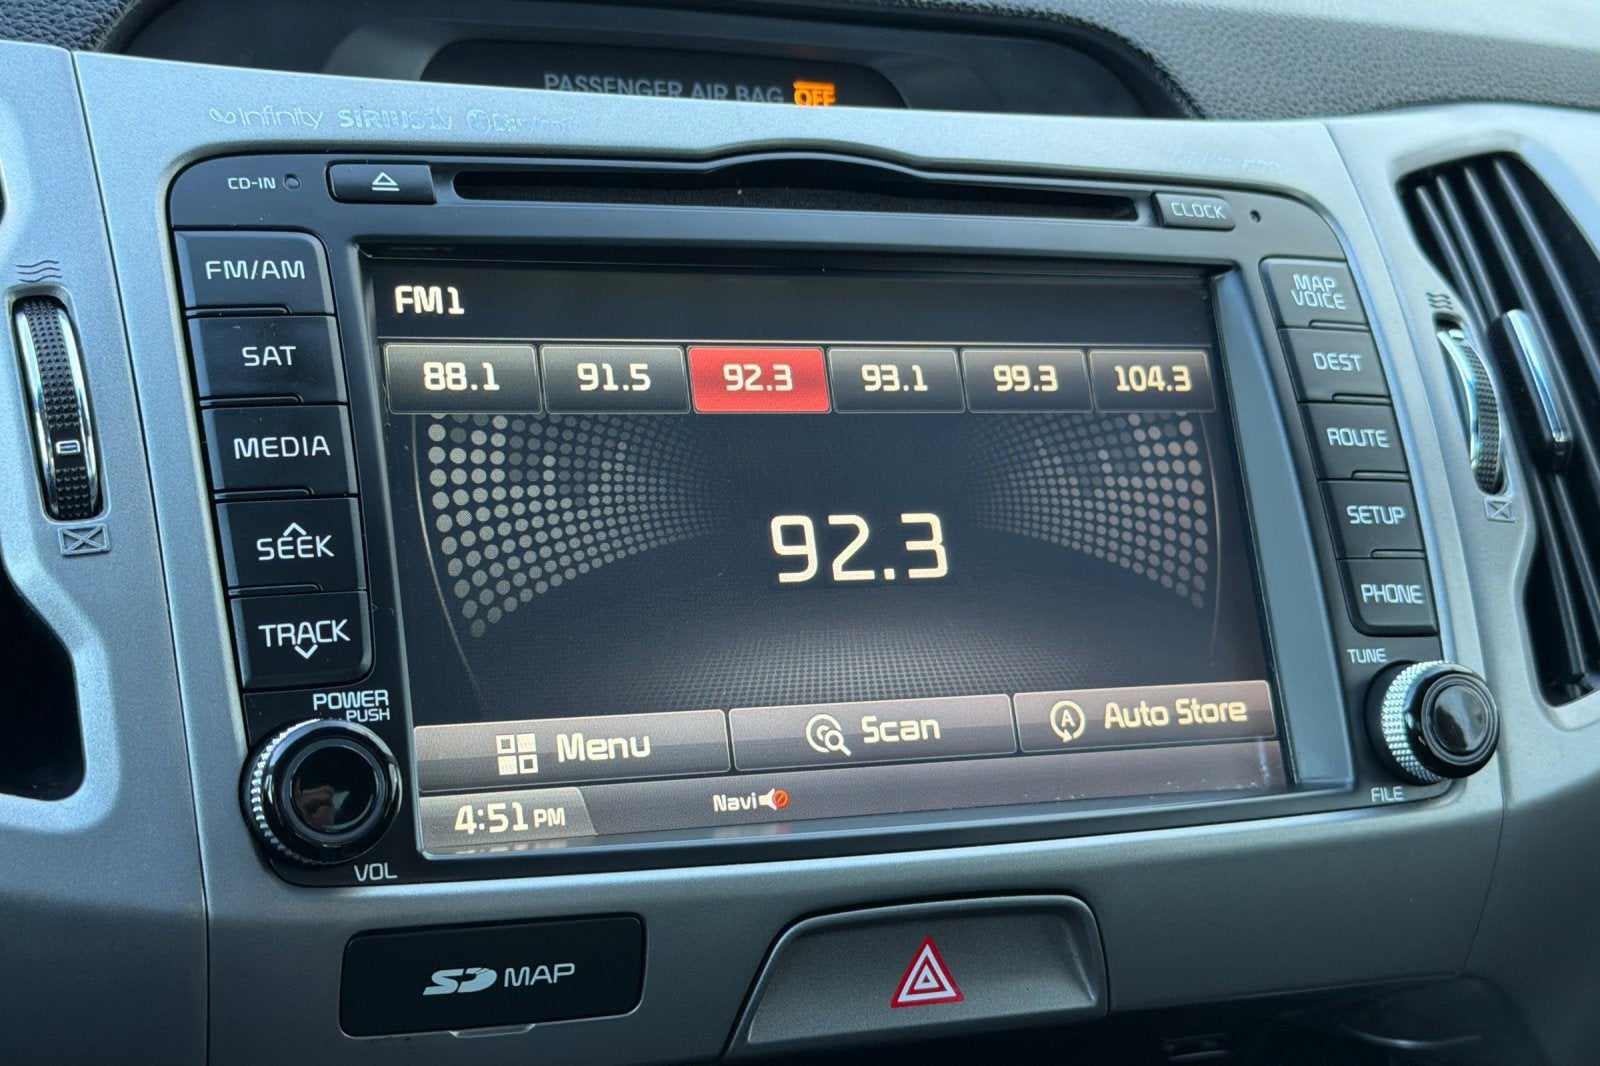 PASSENGER AIR BAG OFF
infinity SIRIUS
CD-IN
CLOCK
FM/AM
SAT
MEDIA
SEEK
TRACK
POWER
PUSH
VOL
FM1
88.1 91.5 92.3 93.1 99.3 104.3
92.3
Menu Scan A Auto Store
4:51 PM Navi
MAP
VOICE
DEST
ROUTE
SETUP
PHONE
TUNE
FILE
SD MAP